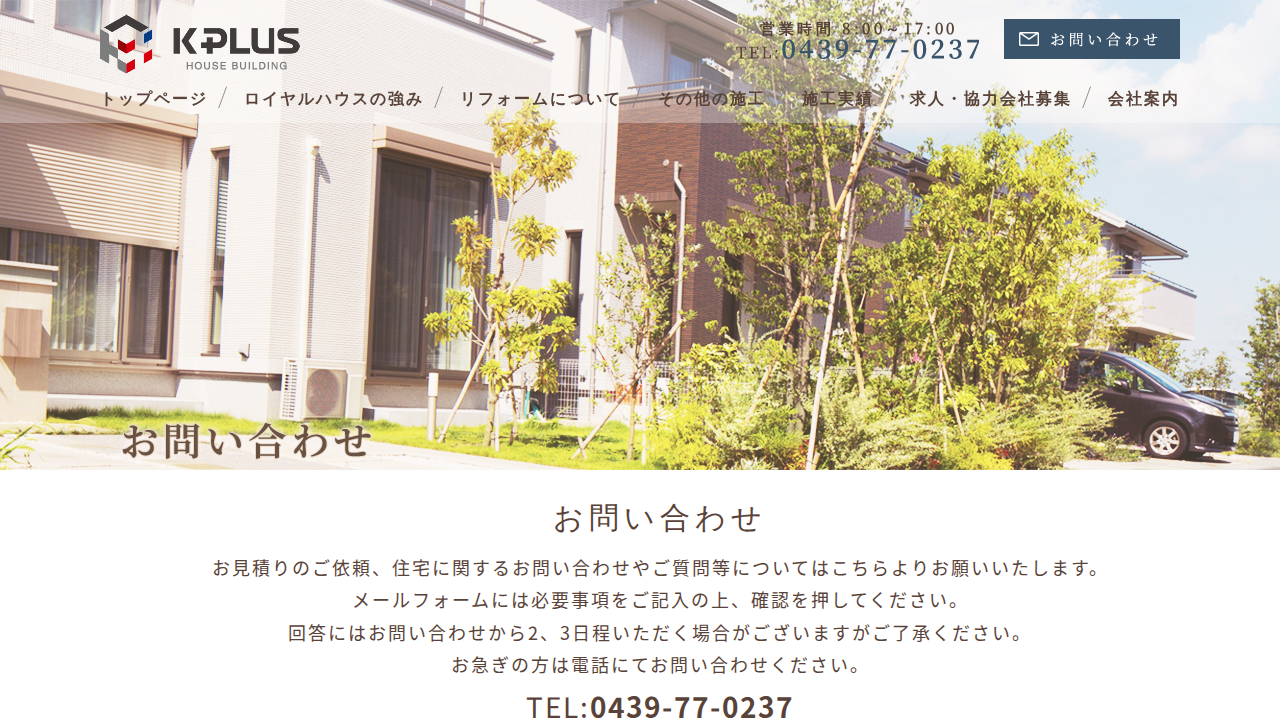 K-PLUS
HOUSE BUILDING
営業時間 8:00~17:00
TEL.0439-77-0237
お問い合わせ
トップページ
ロイヤルハウスの強み
リフォームについて
その他の施工
施工実績
求人・協力会社募集
会社案内
お問い合わせ
お問い合わせ
お見積りのご依頼、住宅に関するお問い合わせやご質問等についてはこちらよりお願いいたします。
メールフォームには必要事項をご記入の上、確認を押してください。
回答にはお問い合わせから2、3日程いただく場合がございますがご了承ください。
お急ぎの方は電話にてお問い合わせください。
TEL:0439-77-0237